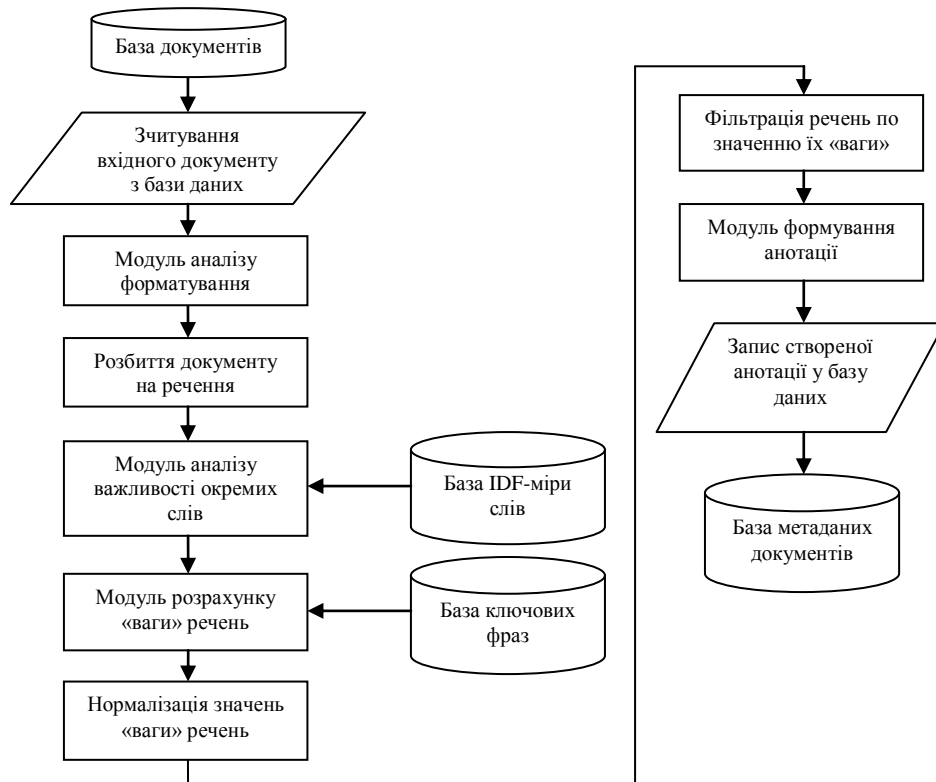 База документів
Зчитування
вхідного документу
з бази даних
Модуль аналізу
форматування
Розбиття документу
на речення
Модуль аналізу
важливості окремих
слів
База IDF-міри
слів
Модуль розрахунку
«ваги» речень
База ключових
фраз
Нормалізація значень
«ваги» речень
Фільтрація речень по
значенню їх «ваги»
Модуль формування
анотації
Запис створеної
анотації у базу
даних
База метаданих
документів